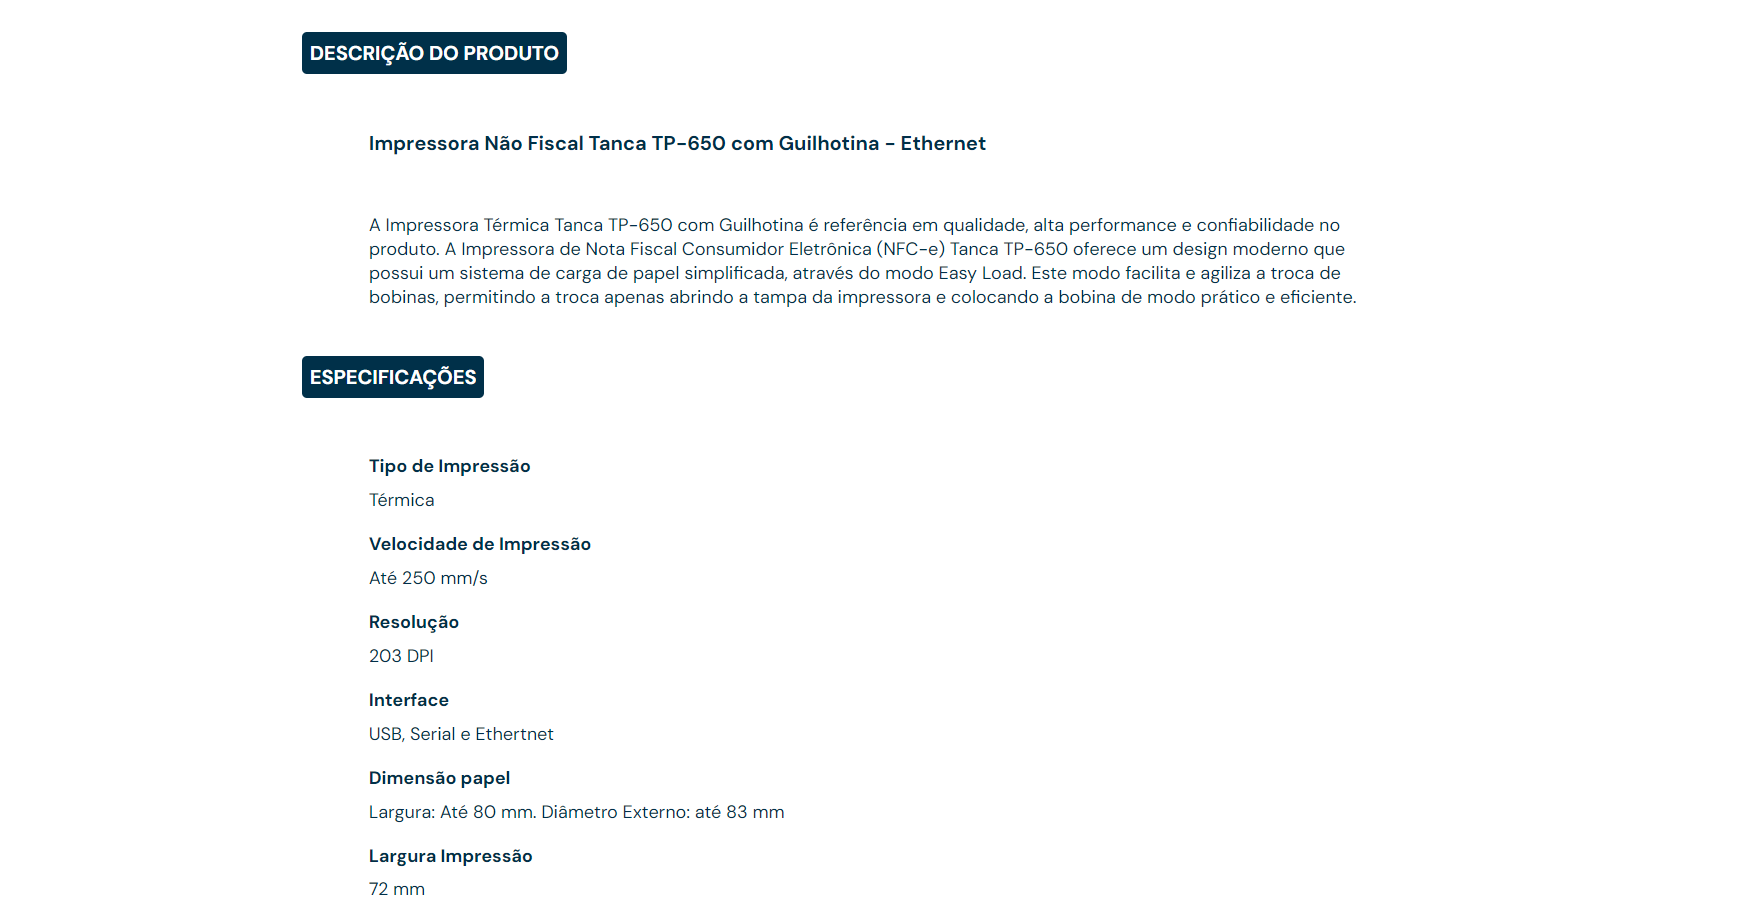 DESCRIÇÃO DO PRODUTO
Impressora Não Fiscal Tanca TP-650 com Guilhotina - Ethernet
A Impressora Térmica Tanca TP-650 com Guilhotina é referência em qualidade, alta performance e confiabilidade no
produto. A Impressora de Nota Fiscal Consumidor Eletrônica (NFC-e) Tanca TP-650 oferece um design moderno que
possui um sistema de carga de papel simplificada, através do modo Easy Load. Este modo facilita e agiliza a troca de
bobinas, permitindo a troca apenas abrindo a tampa da impressora e colocando a bobina de modo prático e eficiente.
ESPECIFICAÇÕES
Tipo de Impressão
Térmica
Velocidade de Impressão
Até 250 mm/s
Resolução
203 DPI
Interface
USB, Serial e Ethertnet
Dimensão papel
Largura: Até 80 mm. Diâmetro Externo: até 83 mm
Largura Impressão
72 mm